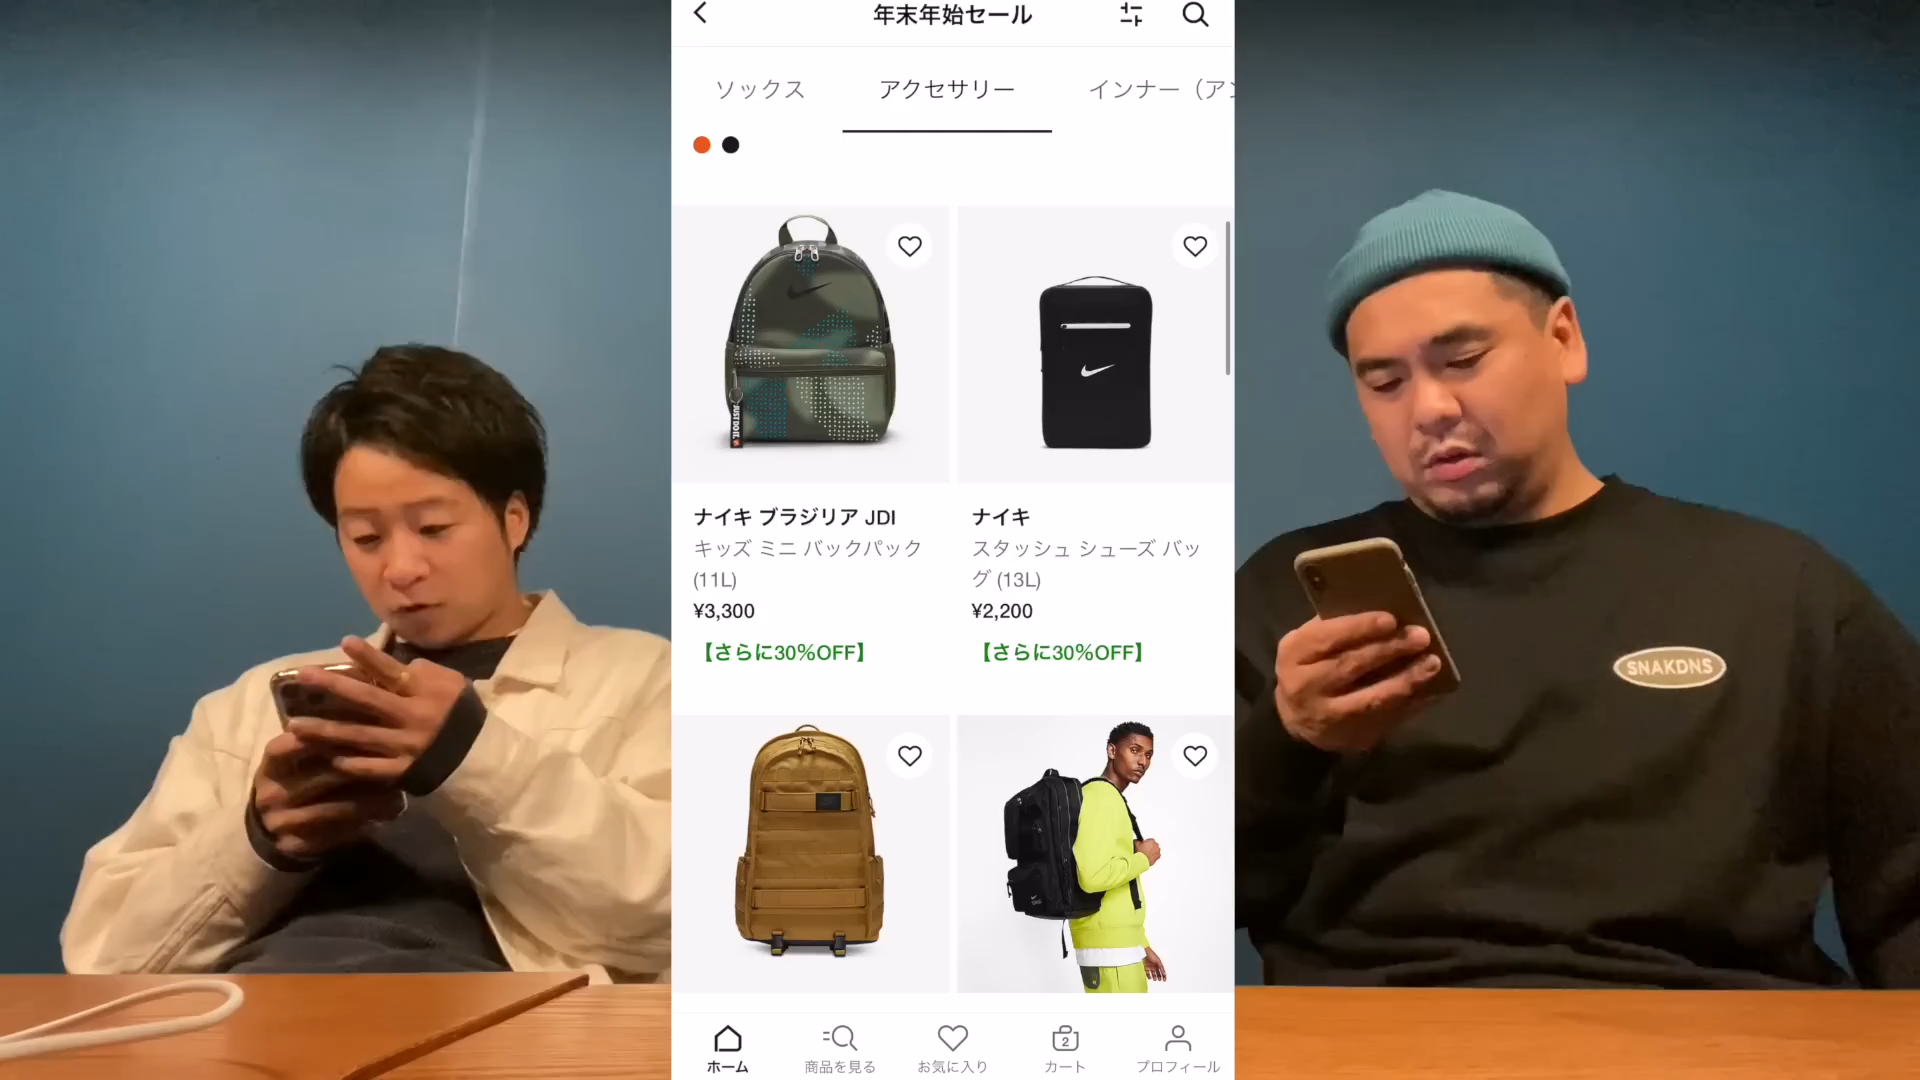 年末年始セール
ソックス
アクセサリー
インナー（アン
JUST DO IT.
ナイキ ブラジリア JDI
キッズ ミニ バックパック
(11L)
¥3,300
【さらに30%OFF】
ナイキ
スタッシュ シューズ バッ
グ (13L)
¥2,200
【さらに30%OFF】
SNAKDNS
ホーム
商品を見る
お気に入り
2
カート
プロフィール